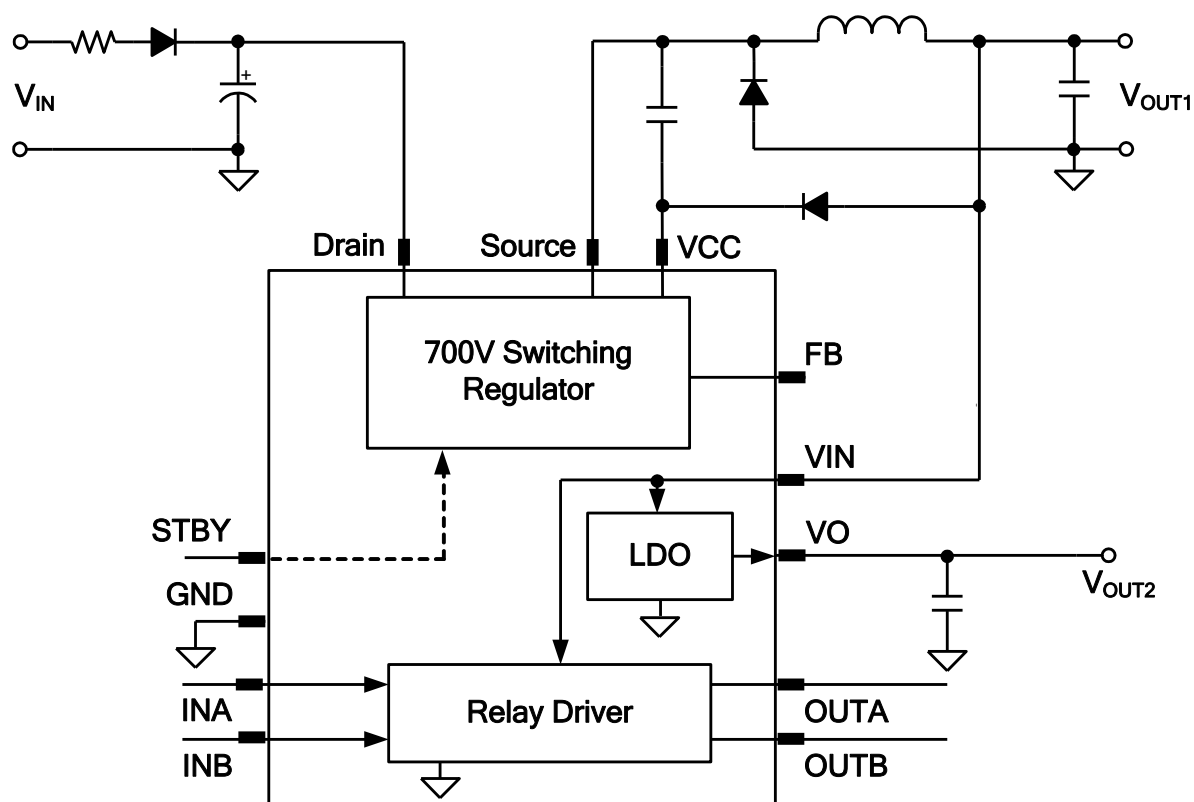 +
VIN
VOUT1
Drain
Source
VCC
700V Switching
Regulator
FB
VIN
STBY
LDO
VO
GND
VOUT2
INA
Relay Driver
OUTA
INB
OUTB